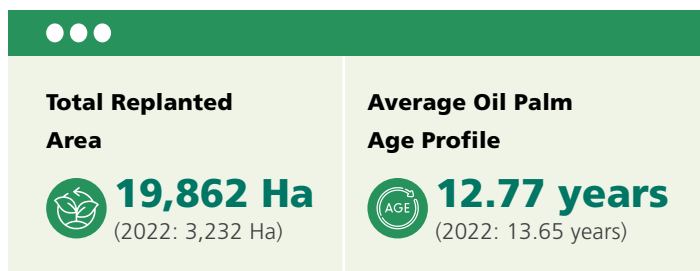 Total Replanted
Area
19,862 Ha
(2022: 3,232 Ha)
Average Oil Palm
Age Profile
AGE
12.77 years
(2022: 13.65 years)